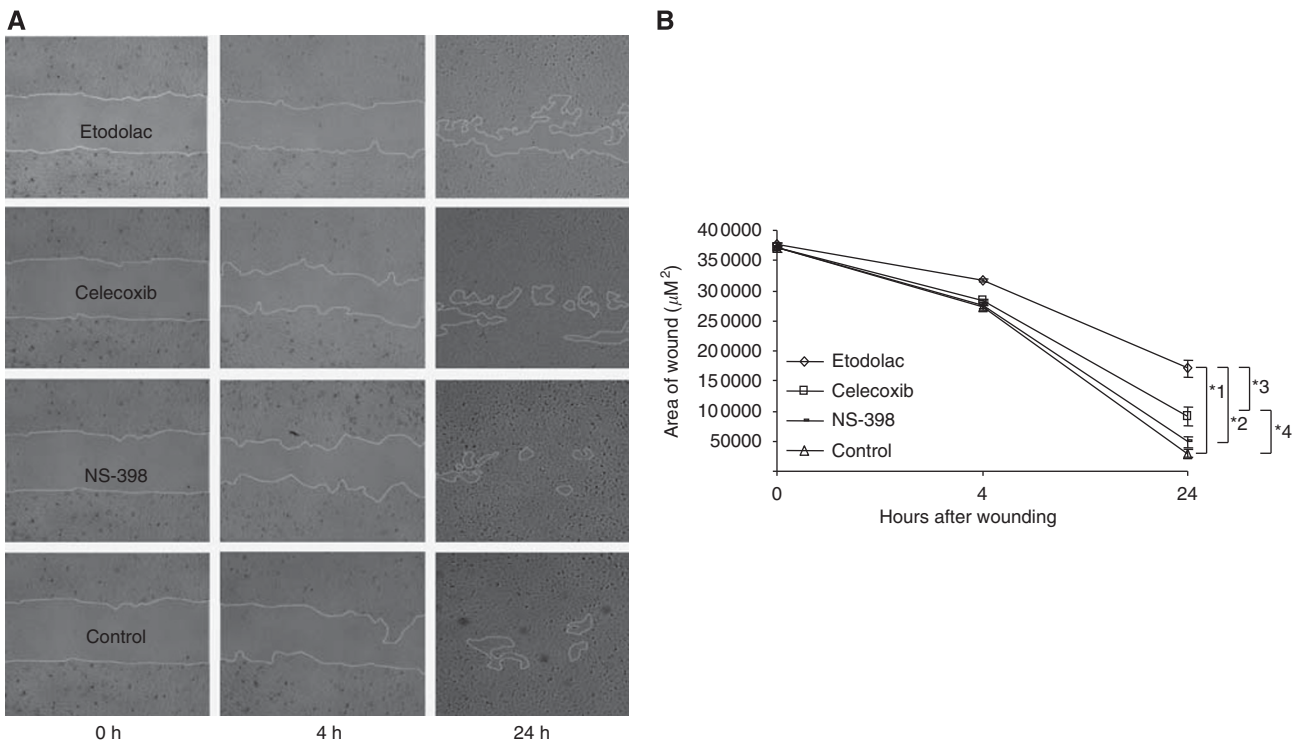 A
Etodolac
Celecoxib
NS-398
Control
0 h
4 h
24 h
B
Area of wound (μM²)
400000
350000
300000
250000
200000
150000
100000
50000
Etodolac
Celecoxib
NS-398
Control
*1
*2
*3
*4
0
4
24
Hours after wounding